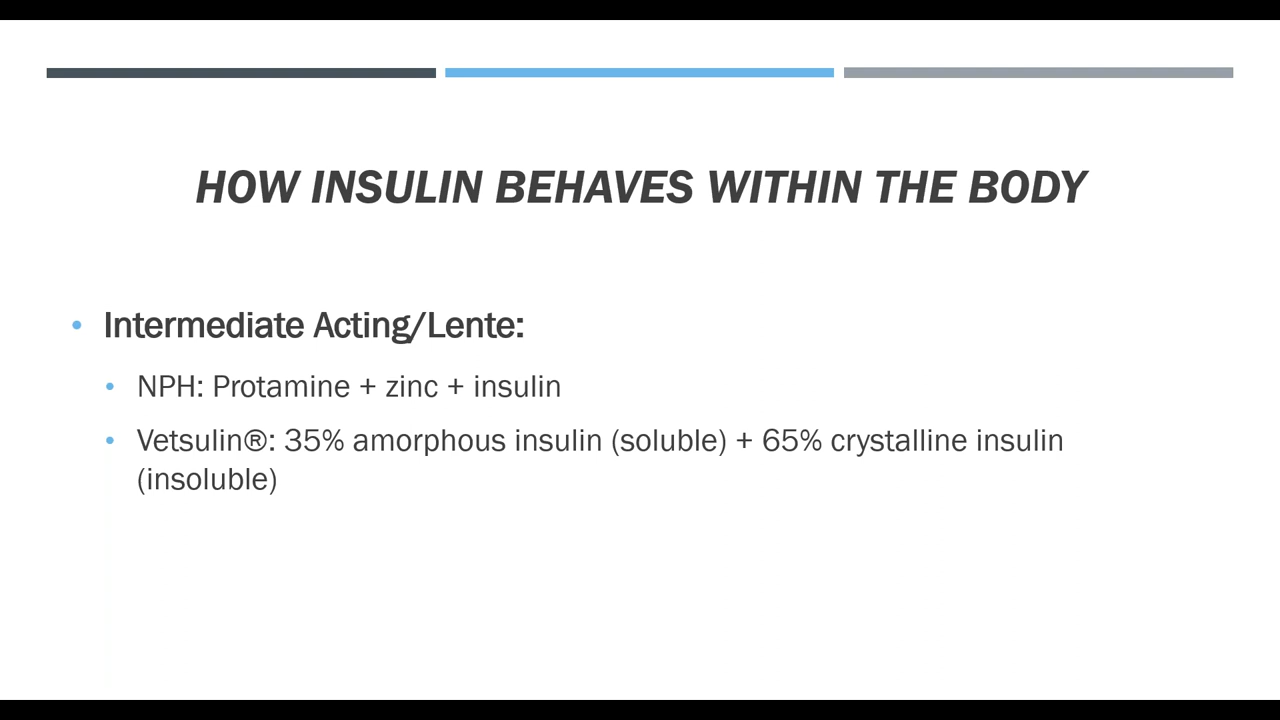 HOW INSULIN BEHAVES WITHIN THE BODY
• Intermediate Acting/Lente:
• NPH: Protamine + zinc + insulin
• Vetsulin®: 35% amorphous insulin (soluble) + 65% crystalline insulin
(insoluble)